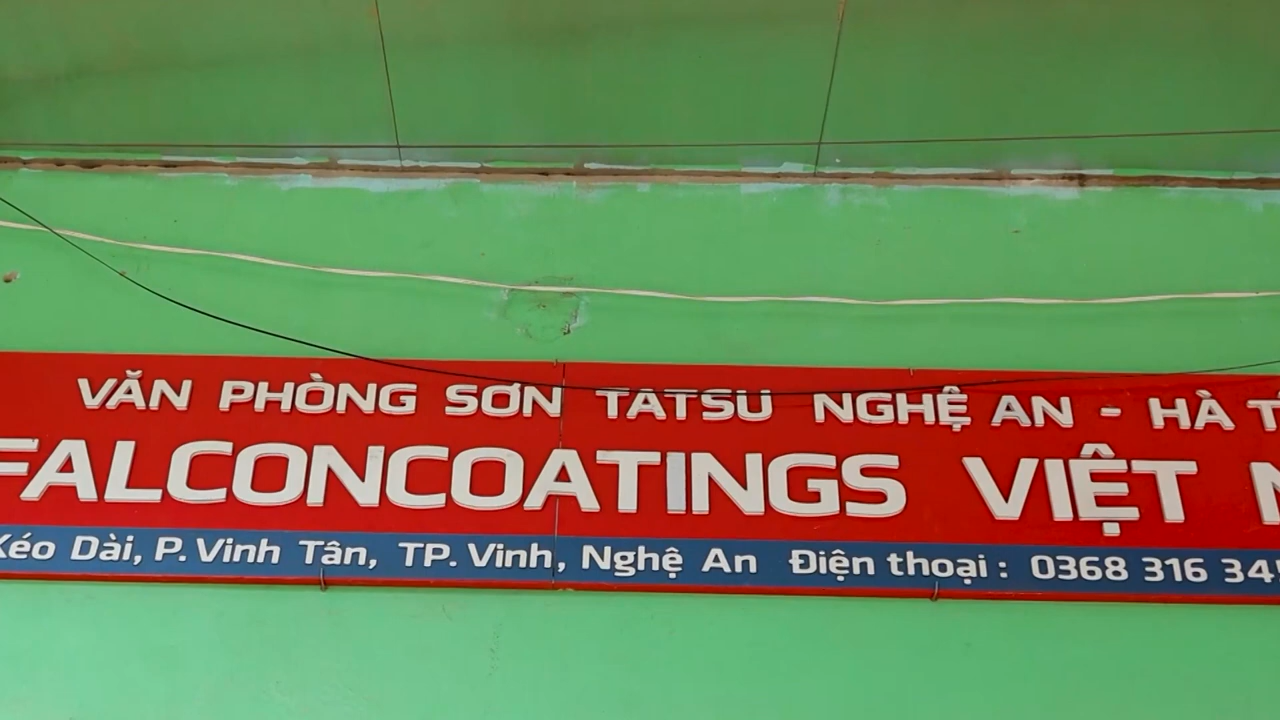 VĂN PHÒNG SƠN TATSU NGHỆ AN - HÀ
FALCONCOATINGS VIỆT
Kéo Dài, P. Vinh Tân, TP. Vinh, Nghệ An Điện thoại : 0368 316